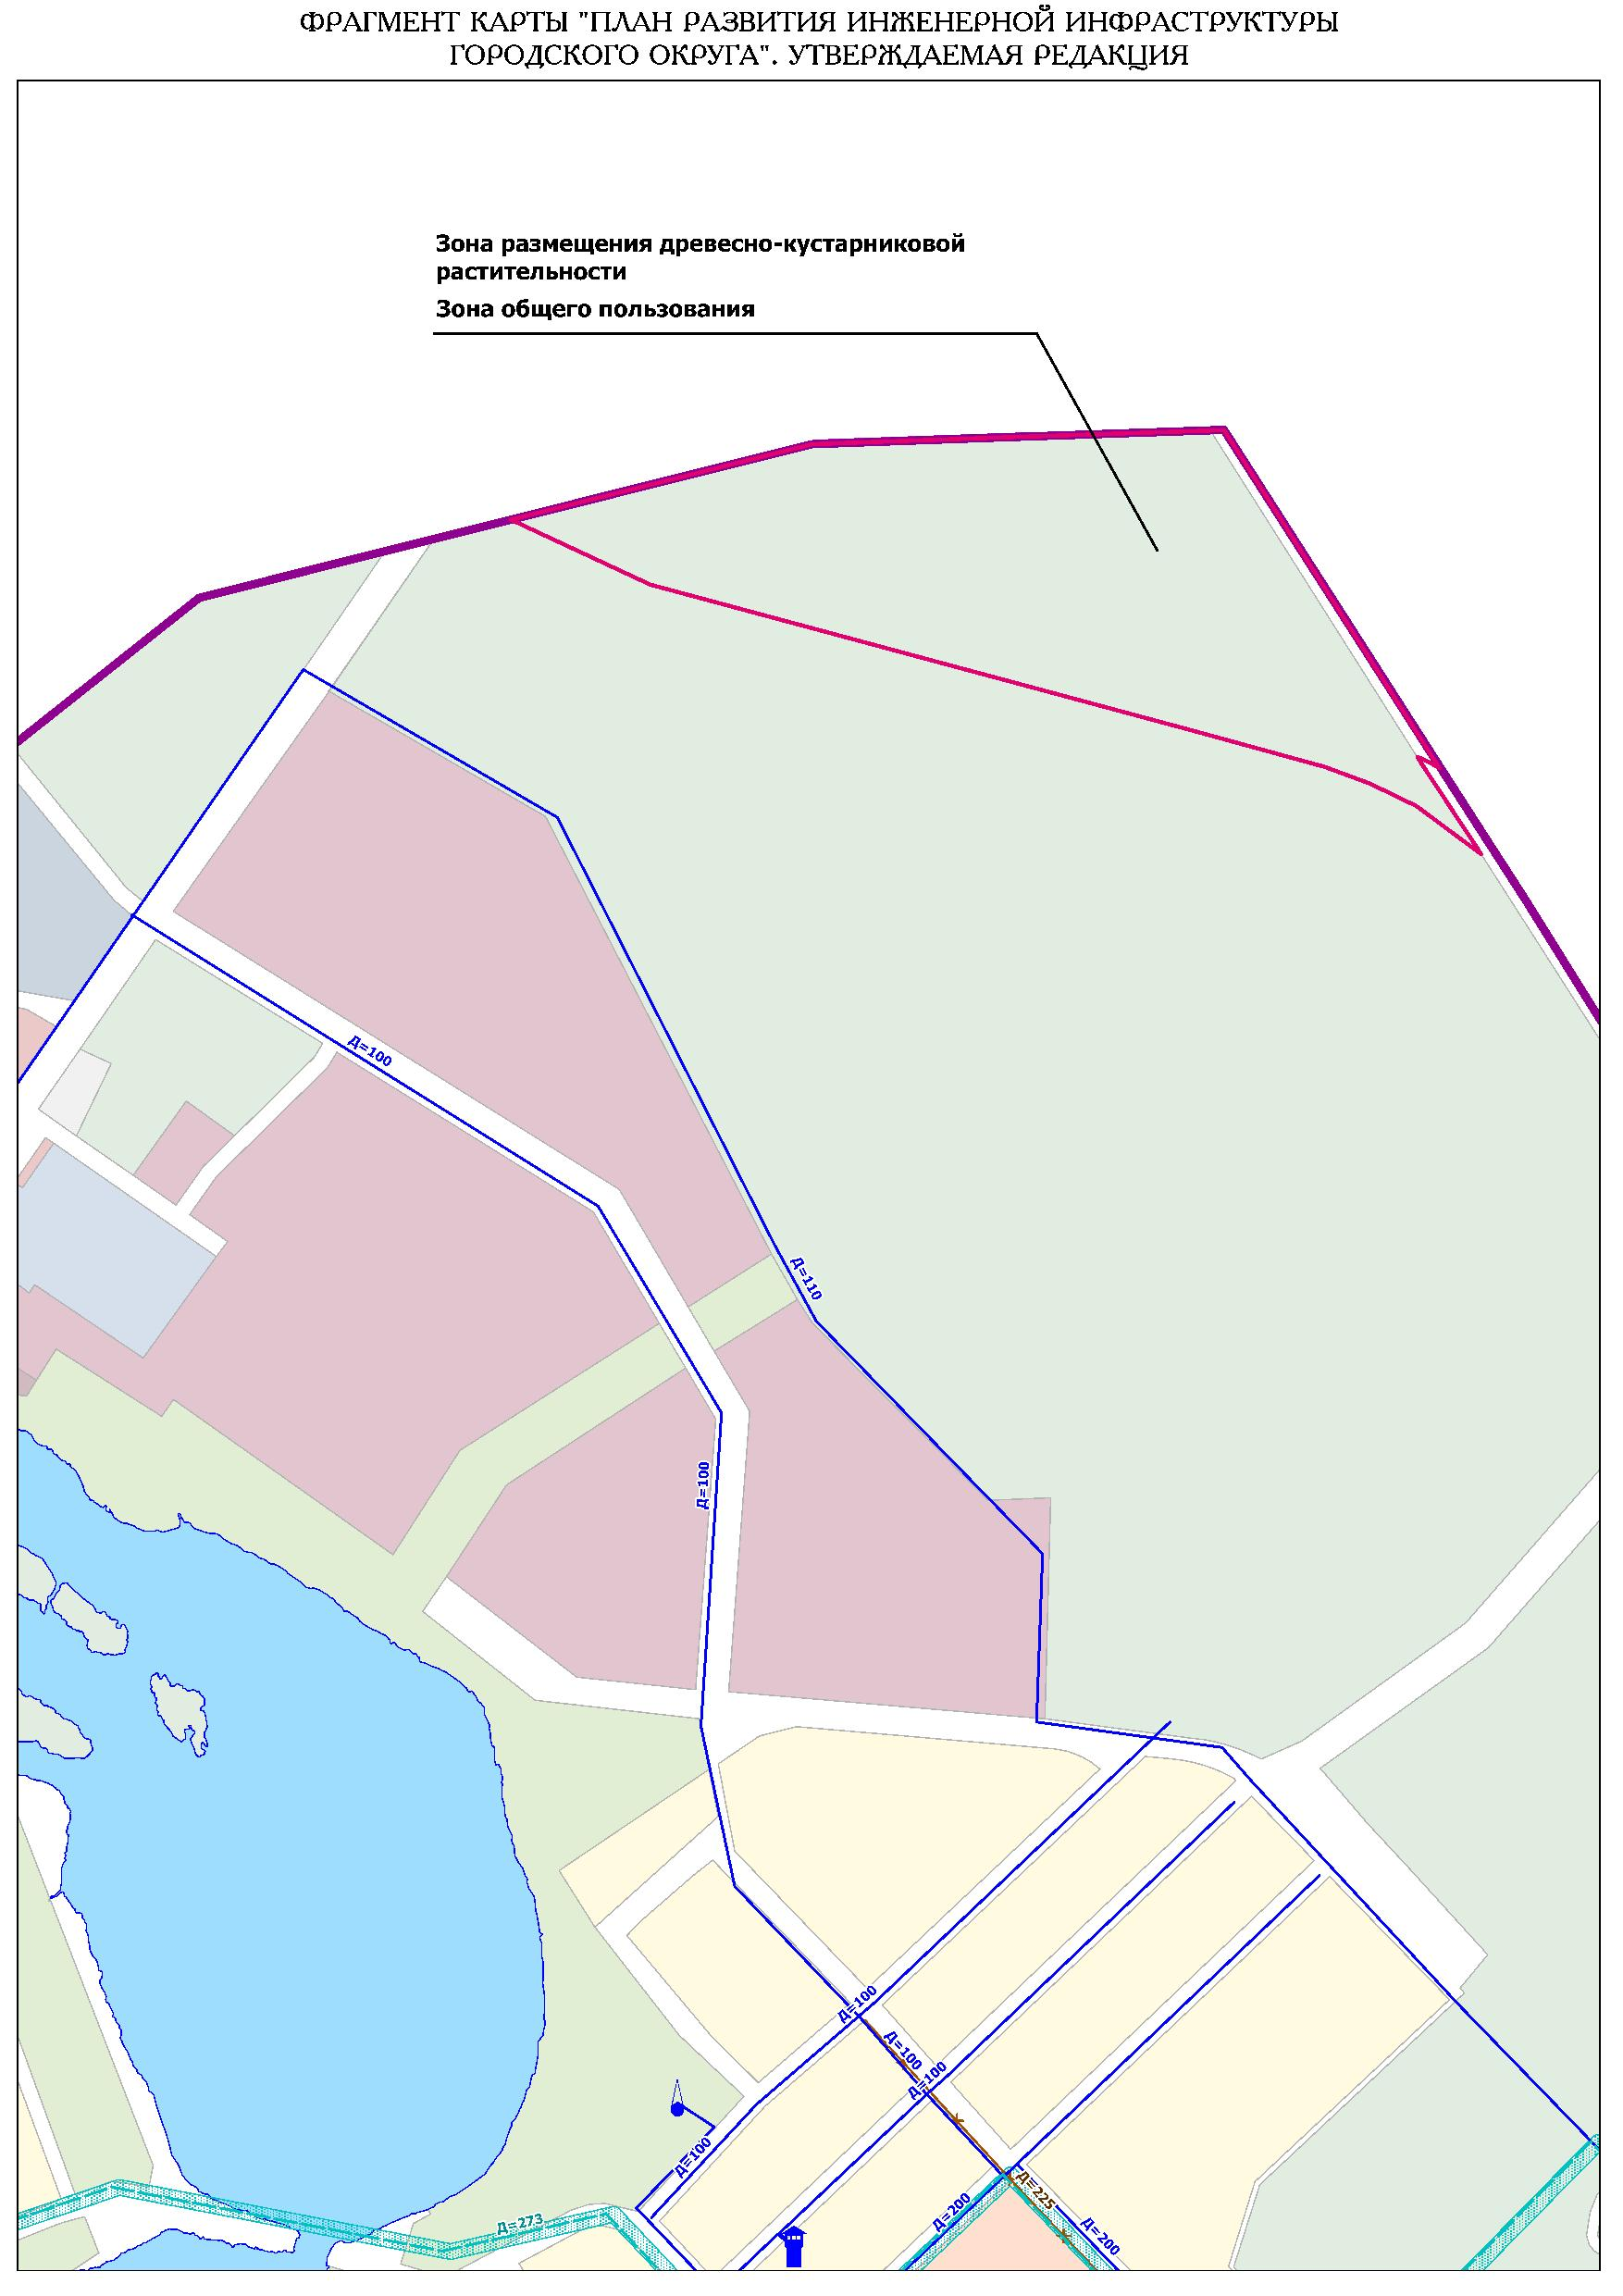 ФРАГМЕНТ КАРТЫ "ПЛАН РАЗВИТИЯ ИНЖЕНЕРНОЙ ИНФРАСТРУКТУРЫ
ГОРОДСКОГО ОКРУГА". УТВЕРЖДАЕМАЯ РЕДАКЦИЯ
Зона размещения древесно-кустарниковой
растительности
Зона общего пользования
Д=100
Д=110
Д=100
Д=100
Д=100
Д=100
Д=100
Д=225
Д=200
Д=273
Д=200